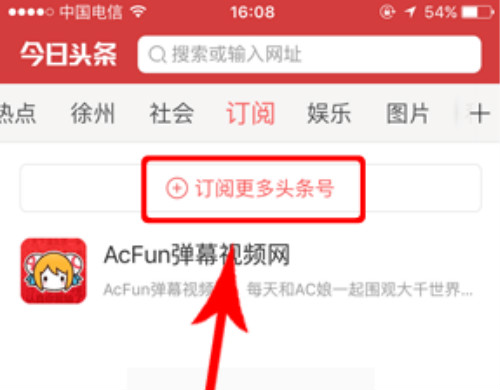 中国电信 16:08 54%
今日头条 搜索或输入网址
热点 徐州 社会 订阅 娱乐 图片 +
订阅更多头条号
AcFun弹幕视频网
AcFun弹幕视频 每天和AC娘一起围观大千世界...